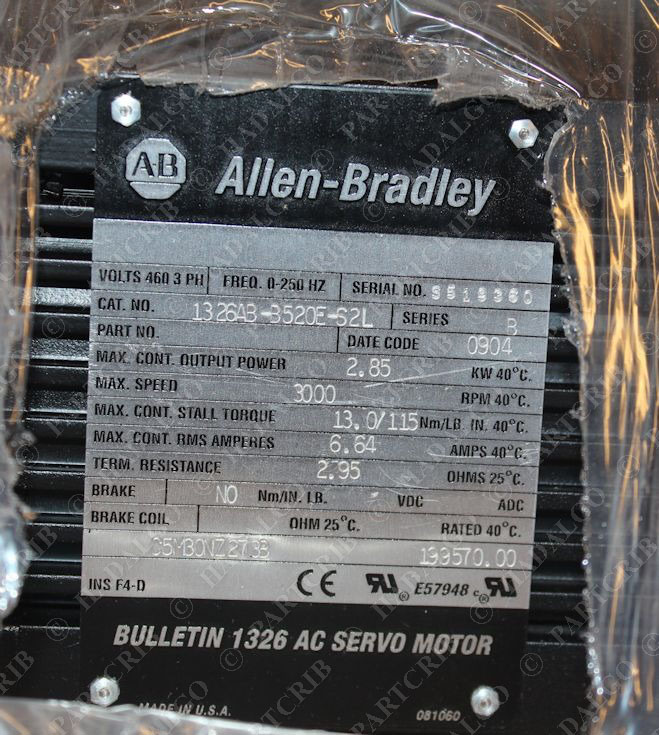 AB Allen-Bradley
VOLTS 460 3 PH FREQ. 0-250 HZ SERIAL NO. 9519360
CAT. NO. 1326AB-B520E-S2L SERIES B
PART NO. DATE CODE 0904
MAX. CONT. OUTPUT POWER 2.85 KW 40°C.
MAX. SPEED 3000 RPM 40°C.
MAX. CONT. STALL TORQUE 13.0/115 Nm/LB. IN. 40°C.
MAX. CONT. RMS AMPERES 6.64 AMPS 40°C.
TERM. RESISTANCE 2.95 OHMS 25°C.
BRAKE NO Nm/IN. LB. VDC ADC
BRAKE COIL OHM 25°C. RATED 40°C.
199570.00
INS F4-D CE E57948
BULLETIN 1326 AC SERVO MOTOR
MADE IN U.S.A. 081060
© PARTCRIB
© HADALGO